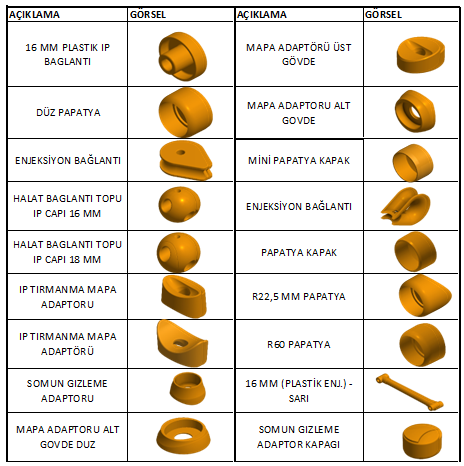 AÇIKLAMA GÖRSEL AÇIKLAMA GÖRSEL
16 MM PLASTIK IP
BAGLANTI
MAPA ADAPTÖRÜ ÜST
GÖVDE
DÜZ PAPATYA
MAPA ADAPTORU ALT
GOVDE
ENJEKSİYON BAĞLANTI
MİNİ PAPATYA KAPAK
HALAT BAGLANTI TOPU
IP CAPI 16 MM
ENJEKSİYON BAĞLANTI
HALAT BAGLANTI TOPU
IP CAPI 18 MM
PAPATYA KAPAK
IP TIRMANMA MAPA
ADAPTORU
R22,5 MM PAPATYA
IP TIRMANMA MAPA
ADAPTÖRÜ
R60 PAPATYA
SOMUN GIZLEME
ADAPTORU
16 MM (PLASTİK ENJ.) -
SARI
MAPA ADAPTORU ALT
GOVDE DUZ
SOMUN GIZLEME
ADAPTOR KAPAGI